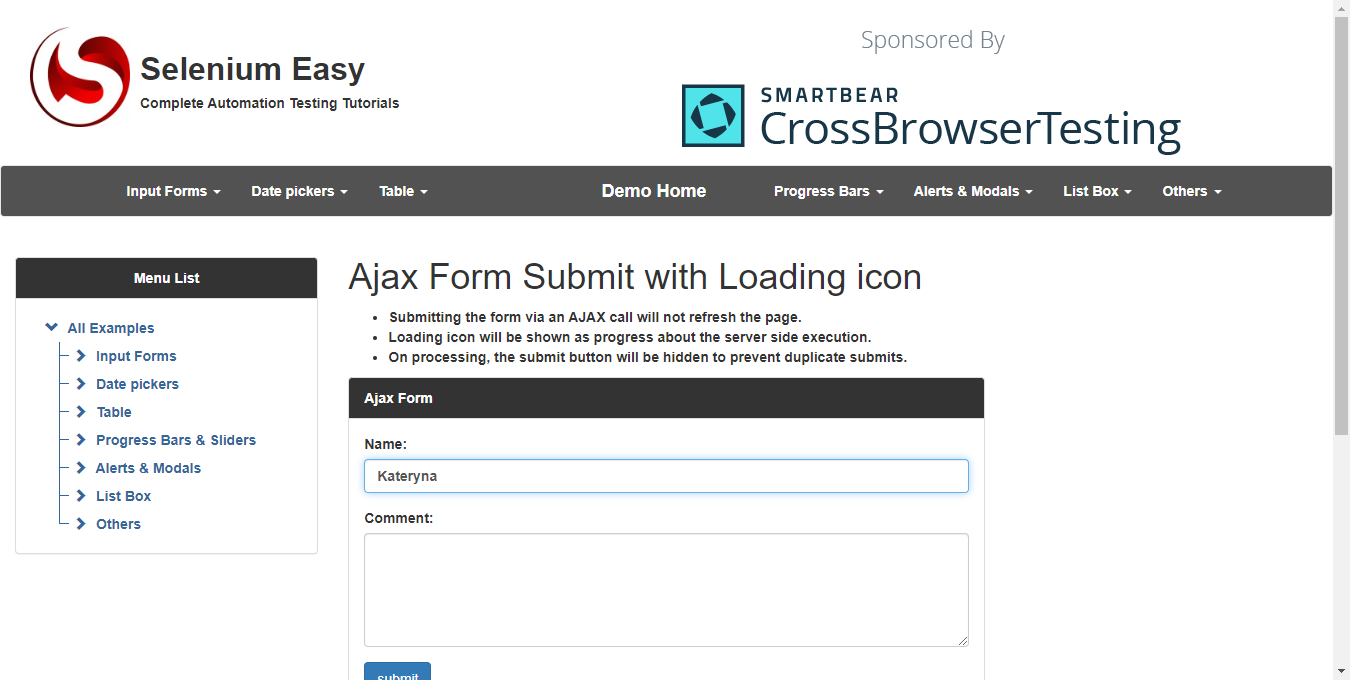 Selenium Easy
Complete Automation Testing Tutorials
Sponsored By
SMARTBEAR
CrossBrowserTesting
Input Forms Date pickers Table Demo Home Progress Bars Alerts & Modals List Box Others
Menu List
All Examples
Input Forms
Date pickers
Table
Progress Bars & Sliders
Alerts & Modals
List Box
Others
Ajax Form Submit with Loading icon
Submitting the form via an AJAX call will not refresh the page.
Loading icon will be shown as progress about the server side execution.
On processing, the submit button will be hidden to prevent duplicate submits.
Ajax Form
Name:
Kateryna
Comment:
submit